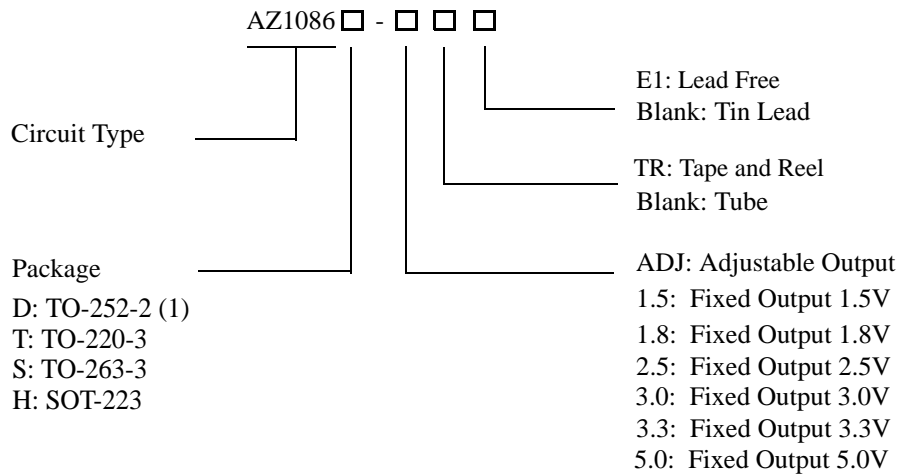 AZ1086□ - □ □ □
E1: Lead Free
Blank: Tin Lead
Circuit Type
TR: Tape and Reel
Blank: Tube
Package
D: TO-252-2 (1)
T: TO-220-3
S: TO-263-3
H: SOT-223
ADJ: Adjustable Output
1.5: Fixed Output 1.5V
1.8: Fixed Output 1.8V
2.5: Fixed Output 2.5V
3.0: Fixed Output 3.0V
3.3: Fixed Output 3.3V
5.0: Fixed Output 5.0V